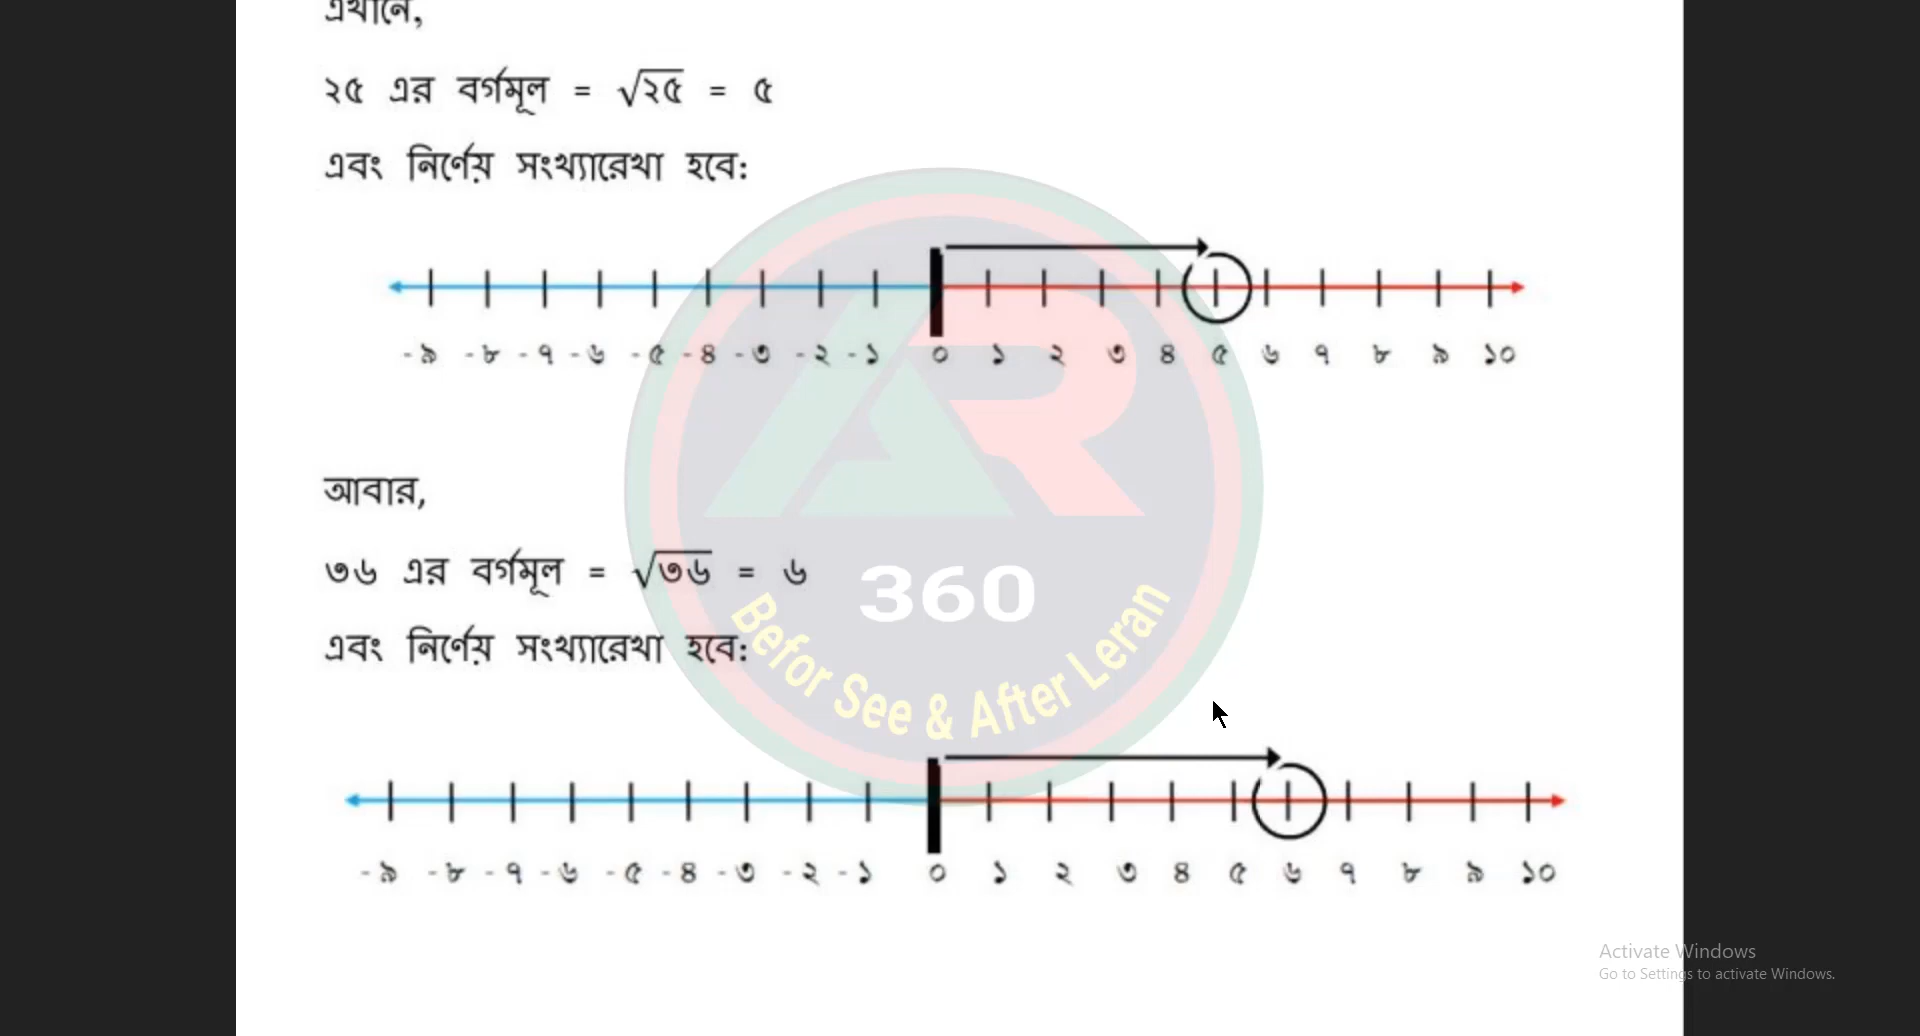 এখানে,
২৫ এর বর্গমূল = √২৫ = ৫
এবং নির্ণেয় সংখ্যারেখা হবে:
-৯ -৮ -৭ -৬ -৫ -৪ -৩ -২ -১ ০ ১ ২ ৩ ৪ ৫ ৬ ৭ ৮ ৯ ১০
আবার,
৩৬ এর বর্গমূল = √৩৬ = ৬
360
এবং নির্ণেয় সংখ্যারেখা হবে:
Befor See & After Leran
-৯ -৮ -৭ -৬ -৫ -৪ -৩ -২ -১ ০ ১ ২ ৩ ৪ ৫ ৬ ৭ ৮ ৯ ১০
Activate Windows
Go to Settings to activate Windows.